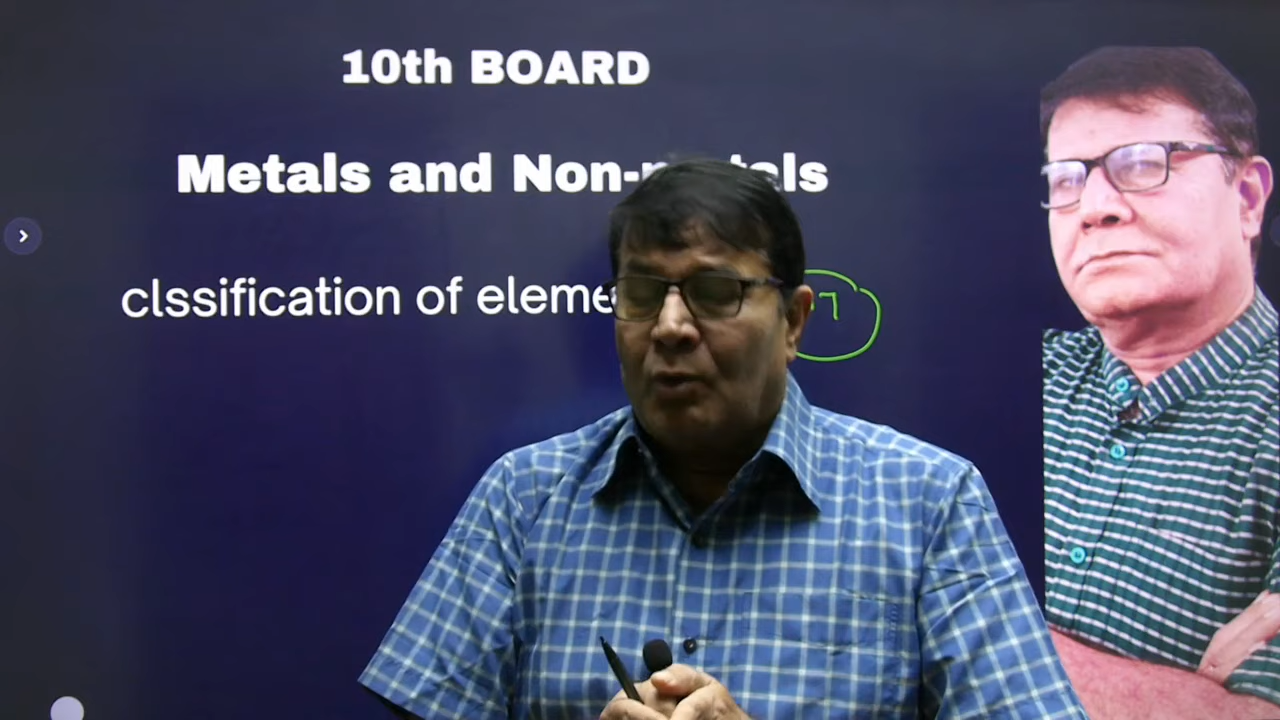 10th BOARD
Metals and Non-
clssification of eleme